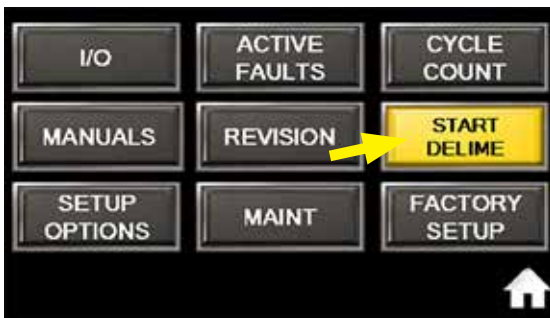 I/O
ACTIVE
FAULTS
CYCLE
COUNT
MANUALS
REVISION
START
DELIME
SETUP
OPTIONS
MAINT
FACTORY
SETUP